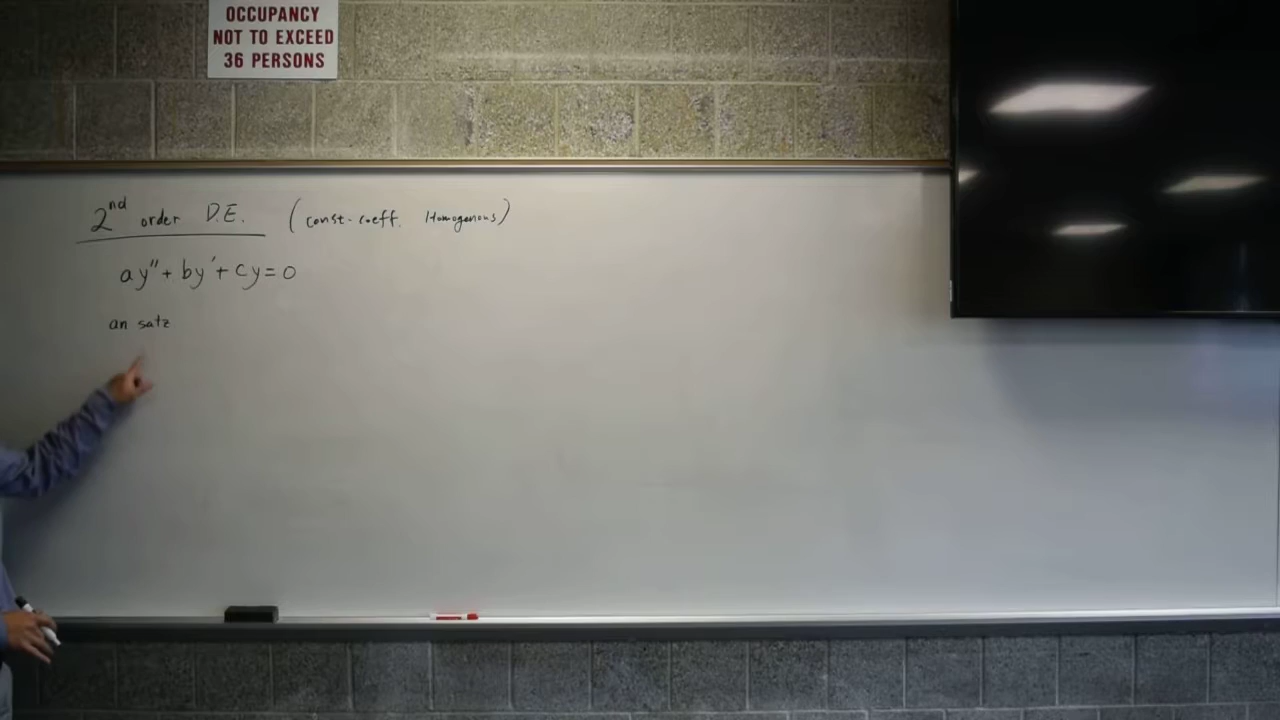 OCCUPANCY
NOT TO EXCEED
36 PERSONS
2nd order D.E. (const-coeff. Homogenous)
ay" + by' + cy = 0
an satz